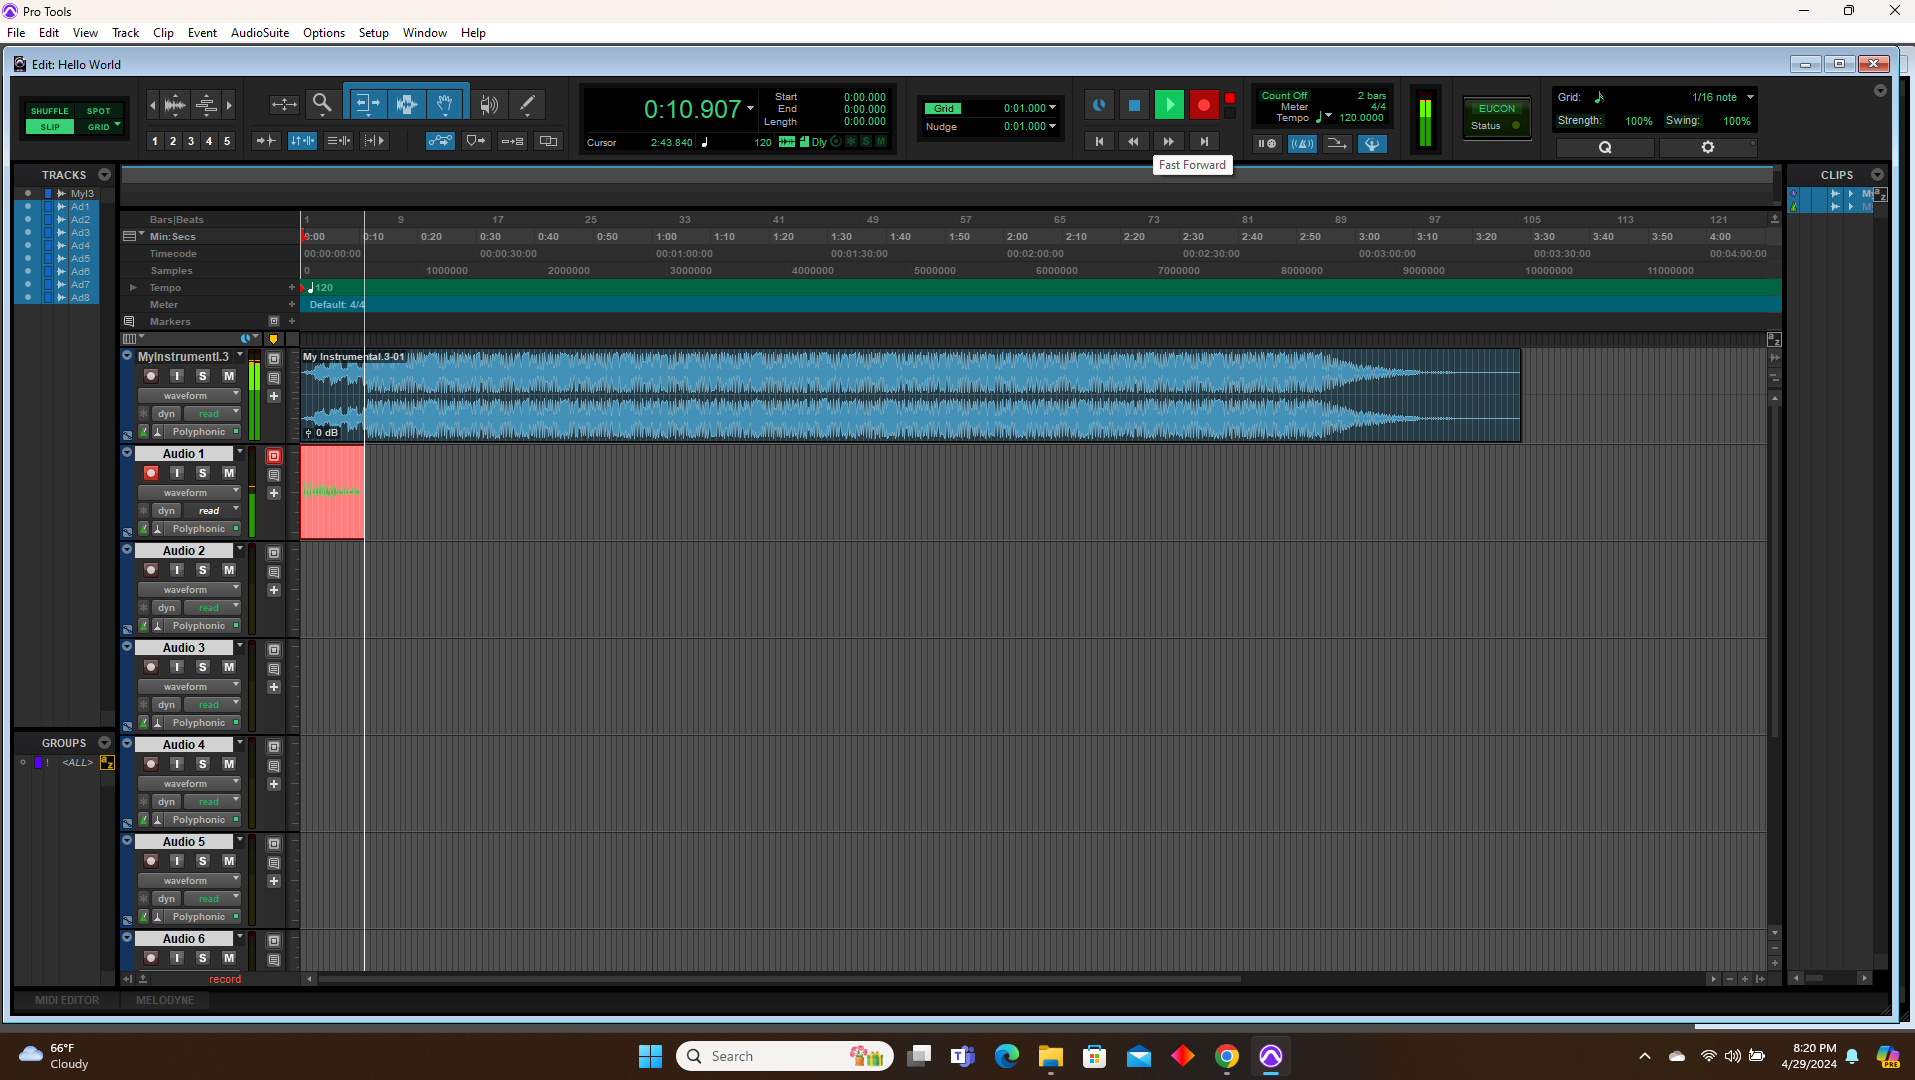 Pro Tools
File Edit View Track Clip Event AudioSuite Options Setup Window Help
Edit: Hello World
SHUFFLE SPOT
SLIP GRID
1 2 3 4 5
0:10.907
Start 0:00.000
End 0:00.000
Length 0:00.000
Cursor 2:43.840 120 Dly S M
Grid 0:01.000
Nudge 0:01.000
Count Off 2 bars
Meter 4/4
Tempo 120.0000
EUCON
Status
Grid: 1/16 note
Strength: 100% Swing: 100%
Q
Fast Forward
TRACKS
MyI3
Ad1
Ad2
Ad3
Ad4
Ad5
Ad6
Ad7
Ad8
GROUPS
! <ALL> a z
CLIPS
a z
Bars|Beats 1 9 17 25 33 41 49 57 65 73 81 89 97 105 113 121
Min:Secs 0:00 0:10 0:20 0:30 0:40 0:50 1:00 1:10 1:20 1:30 1:40 1:50 2:00 2:10 2:20 2:30 2:40 2:50 3:00 3:10 3:20 3:30 3:40 3:50 4:00
Timecode 00:00:00:00 00:00:30:00 00:01:00:00 00:01:30:00 00:02:00:00 00:02:30:00 00:03:00:00 00:03:30:00 00:04:00:00
Samples 0 1000000 2000000 3000000 4000000 5000000 6000000 7000000 8000000 9000000 10000000 11000000
Tempo 120
Meter Default: 4/4
Markers
MyInstrumentl.3
I S M
waveform
dyn read
Polyphonic
My Instrumental.3-01
0 dB
Audio 1
I S M
waveform
dyn read
Polyphonic
Audio 2
I S M
waveform
dyn read
Polyphonic
Audio 3
I S M
waveform
dyn read
Polyphonic
Audio 4
I S M
waveform
dyn read
Polyphonic
Audio 5
I S M
waveform
dyn read
Polyphonic
Audio 6
I S M
record
MIDI EDITOR MELODYNE
66°F
Cloudy
Search
8:20 PM
4/29/2024
PRE